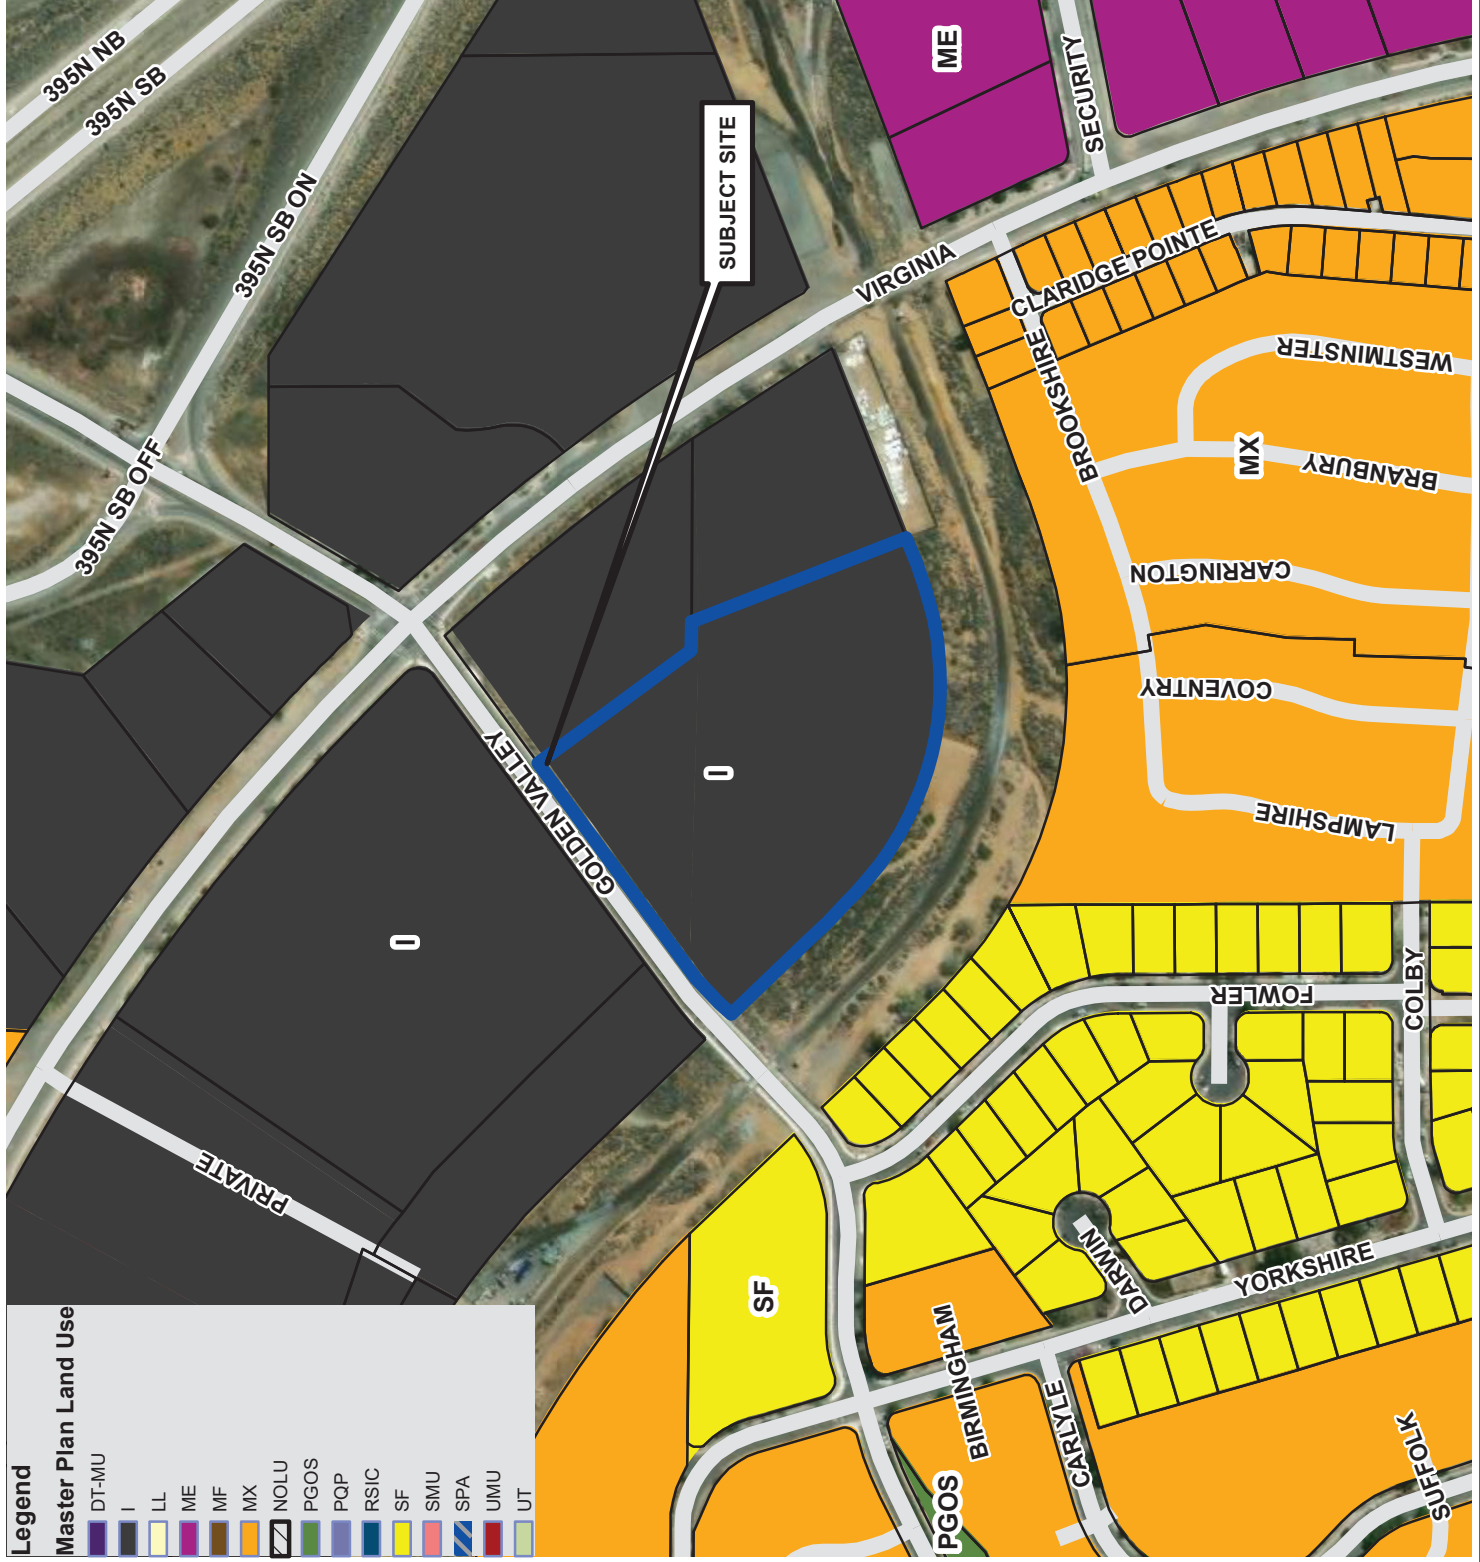 Legend
Master Plan Land Use
DT-MU
I
LL
ME
MF
MX
NOLU
PGOS
PQP
RSIC
SF
SMU
SPA
UMU
UT
395N NB
395N SB
395N SB ON
395N SB OFF
SUBJECT SITE
ME
SECURITY
VIRGINIA
CLARIDGE POINTE
BROOKSHIRE
WESTMINSTER
MX
BRANBURY
CARRINGTON
COVENTRY
LAMPSHIRE
GOLDEN VALLEY
I
I
PRIVATE
FOWLER
COLBY
SF
DARWIN
YORKSHIRE
BIRMINGHAM
CARLYLE
PGOS
SUFFOLK